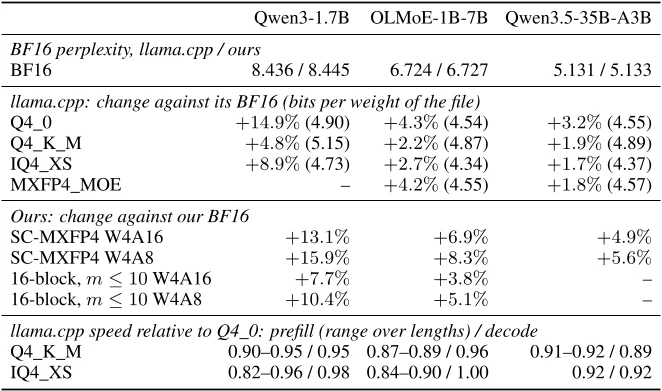 Qwen3-1.7B OLMoE-1B-7B Qwen3.5-35B-A3B
BF16 perplexity, llama.cpp / ours
BF16 8.436 / 8.445 6.724 / 6.727 5.131 / 5.133
llama.cpp: change against its BF16 (bits per weight of the file)
Q4_0 +14.9% (4.90) +4.3% (4.54) +3.2% (4.55)
Q4_K_M +4.8% (5.15) +2.2% (4.87) +1.9% (4.89)
IQ4_XS +8.9% (4.73) +2.7% (4.34) +1.7% (4.37)
MXFP4_MOE – +4.2% (4.55) +1.8% (4.57)
Ours: change against our BF16
SC-MXFP4 W4A16 +13.1% +6.9% +4.9%
SC-MXFP4 W4A8 +15.9% +8.3% +5.6%
16-block, m ≤ 10 W4A16 +7.7% +3.8% –
16-block, m ≤ 10 W4A8 +10.4% +5.1% –
llama.cpp speed relative to Q4_0: prefill (range over lengths) / decode
Q4_K_M 0.90–0.95 / 0.95 0.87–0.89 / 0.96 0.91–0.92 / 0.89
IQ4_XS 0.82–0.96 / 0.98 0.84–0.90 / 1.00 0.92 / 0.92